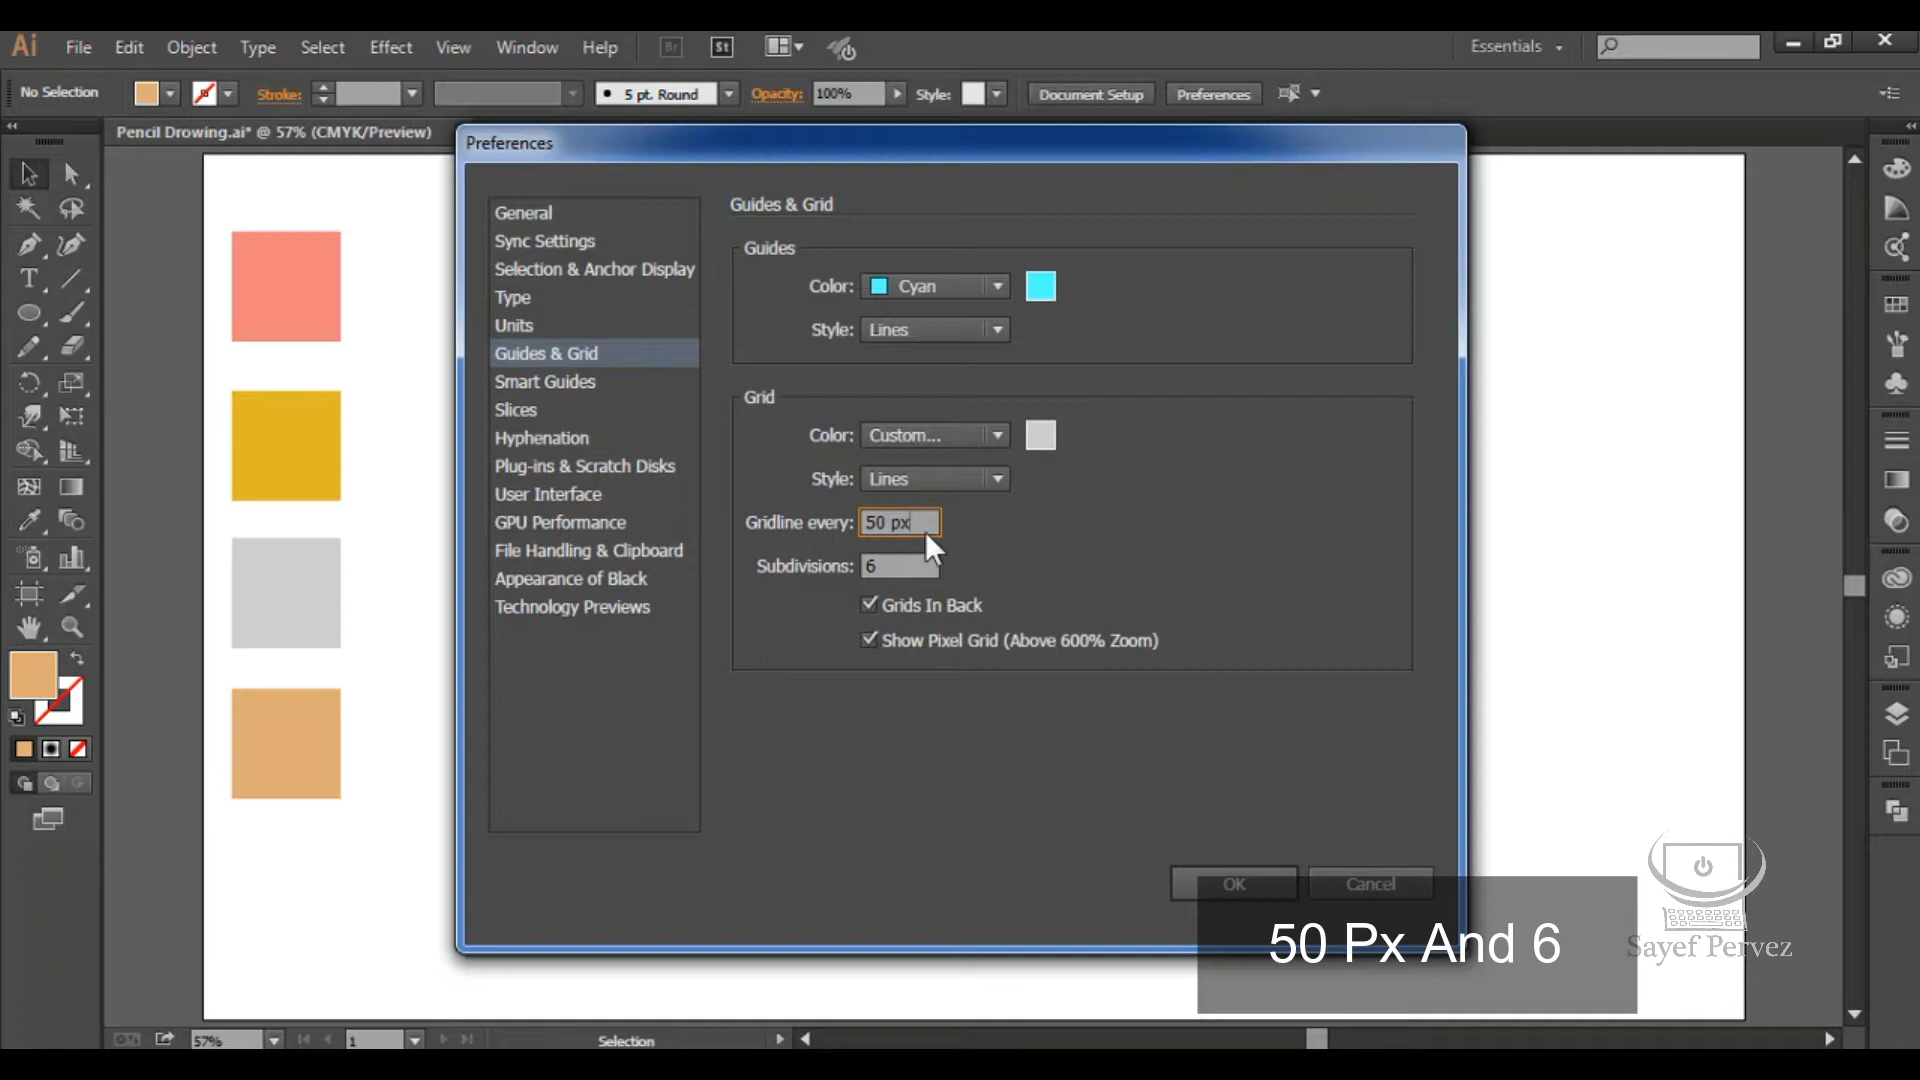 Ai File Edit Object Type Select Effect View Window Help Br St Essentials
No Selection Stroke: 5 pt. Round Opacity: 100% Style: Document Setup Preferences
Pencil Drowing.ai* @ 57% (CMYK/Preview)
Preferences
General
Sync Settings
Selection & Anchor Display
Type
Units
Guides & Grid
Smart Guides
Slices
Hyphenation
Plug-ins & Scratch Disks
User Interface
GPU Performance
File Handling & Clipboard
Appearance of Black
Technology Previews
Guides & Grid
Guides
Color: Cyan
Style: Lines
Grid
Color: Custom...
Style: Lines
Gridline every: 50 px
Subdivisions: 6
Grids In Back
Show Pixel Grid (Above 600% Zoom)
OK Cancel
50 Px And 6
Sayef Pervez
57% 1 Selection